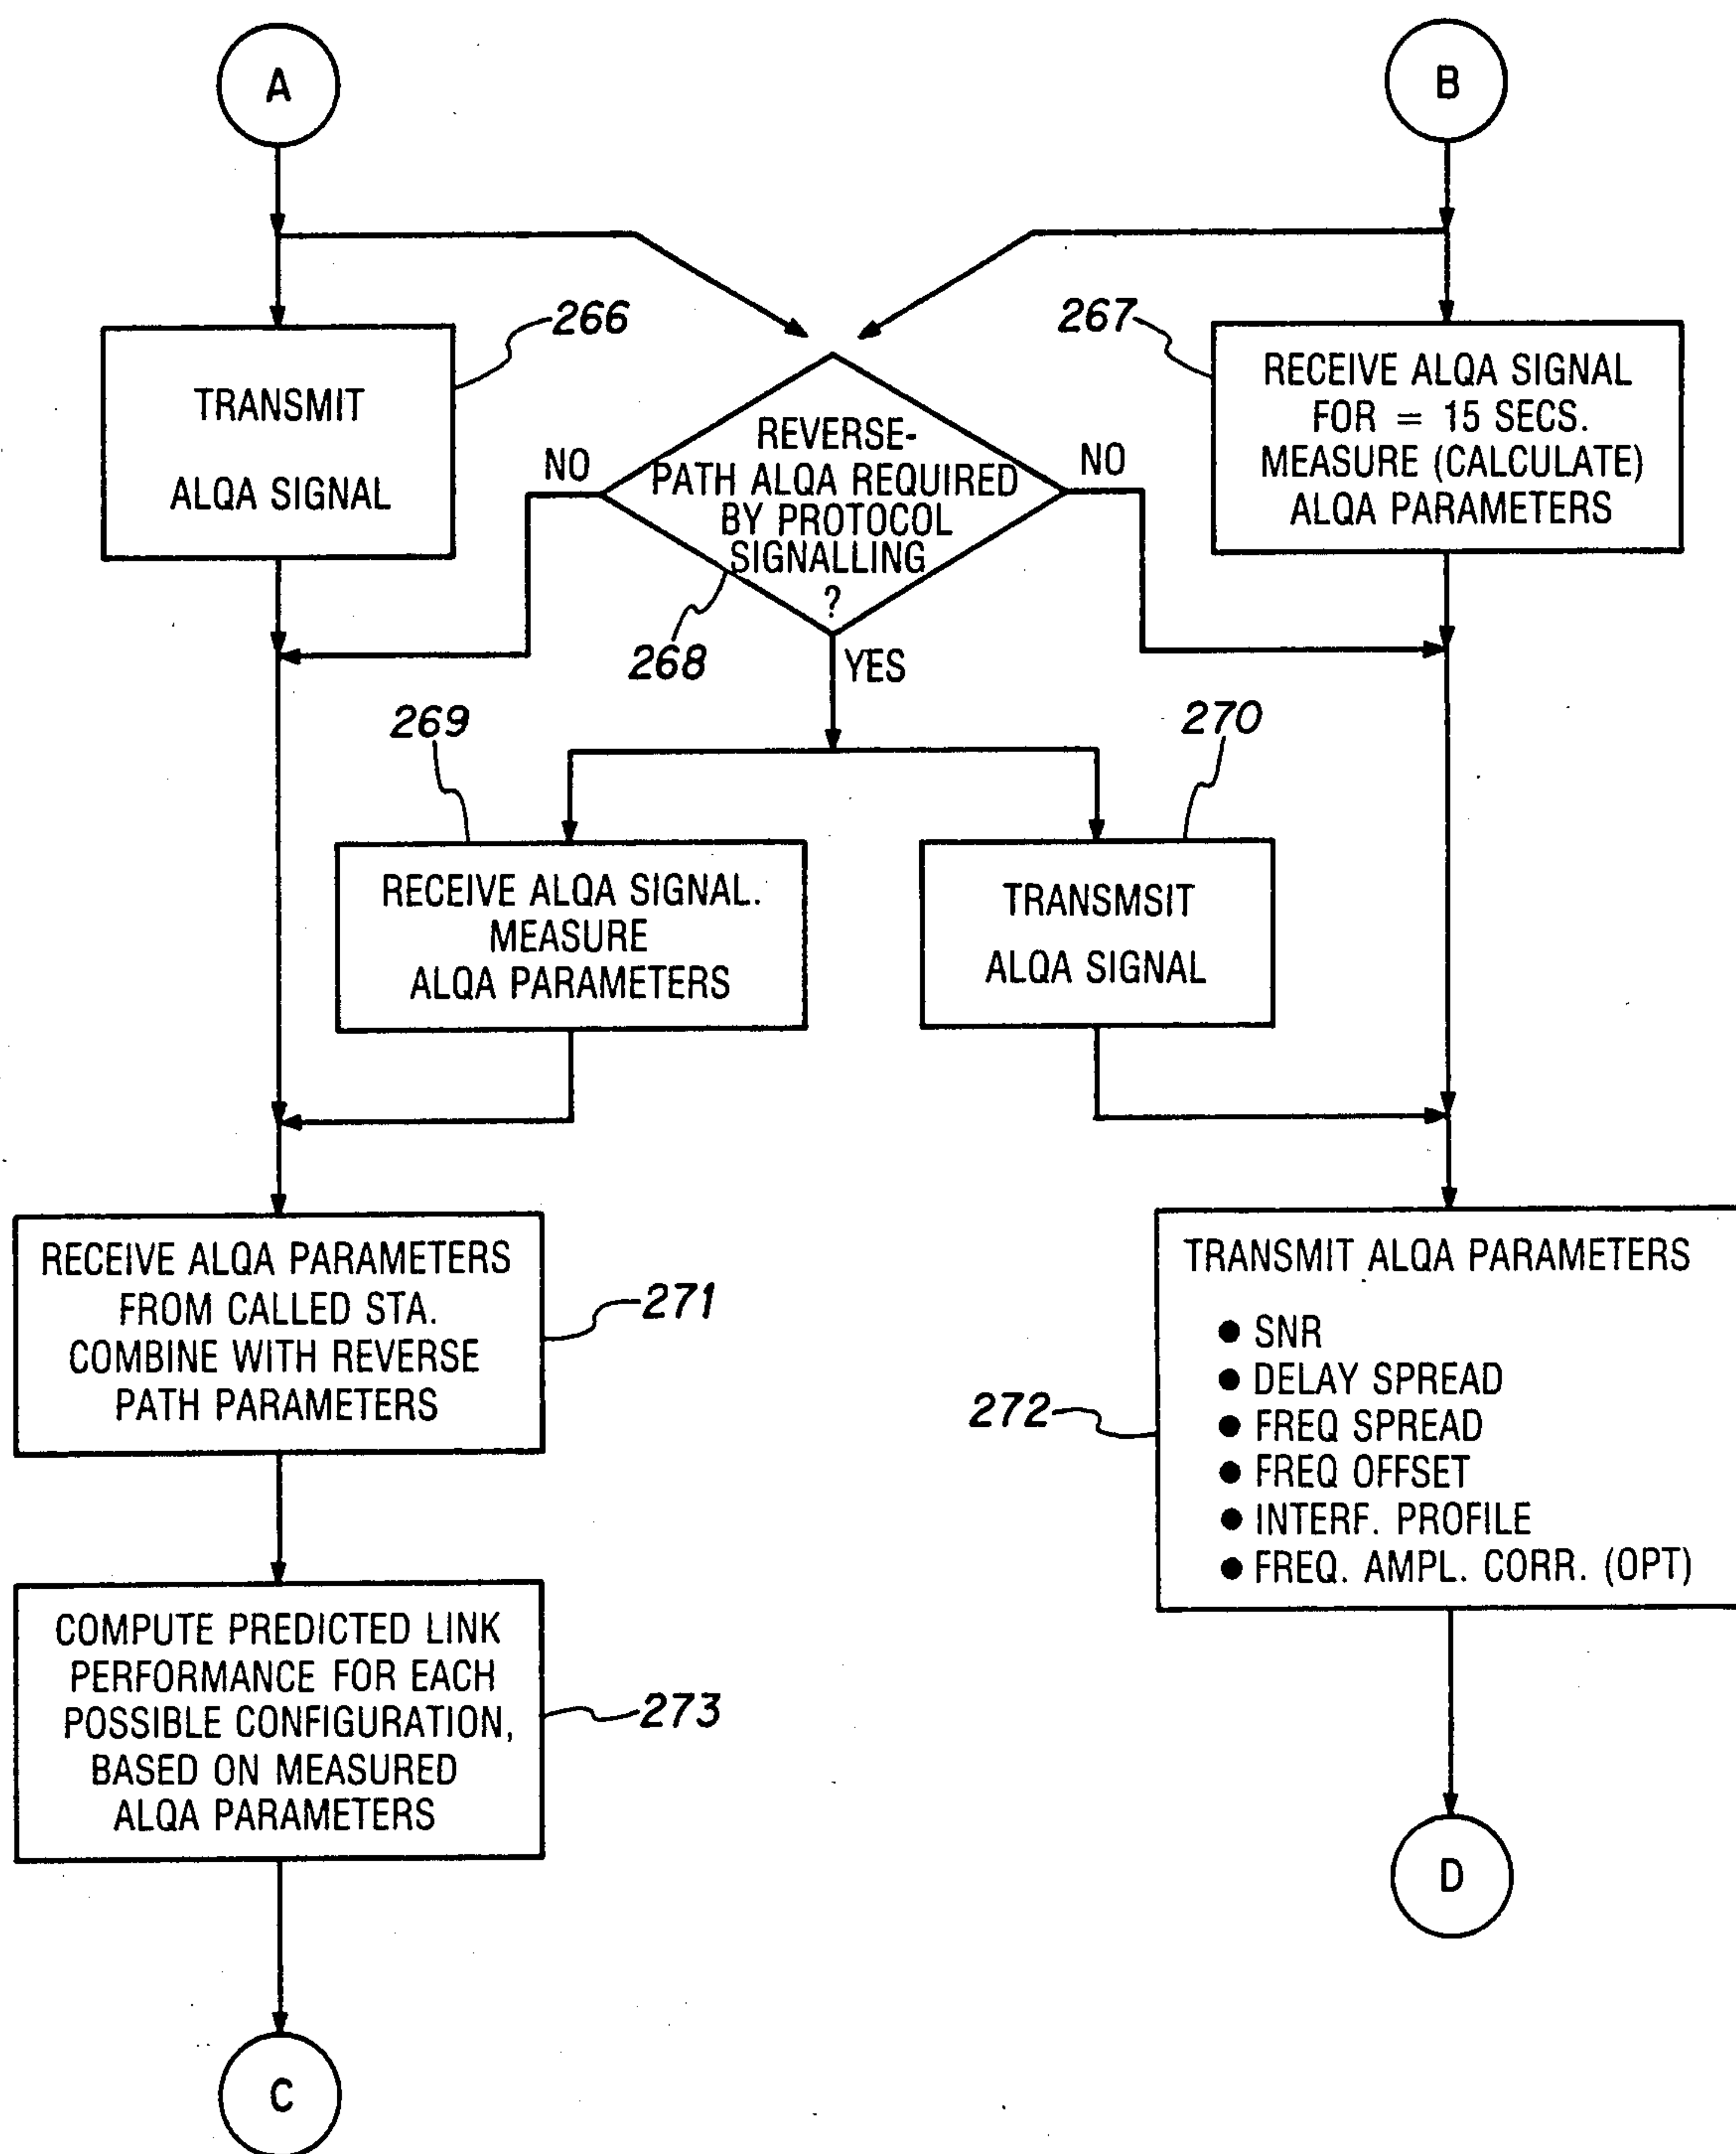 A
B
266
267
TRANSMIT
ALQA SIGNAL
REVERSE-
PATH ALQA REQUIRED
BY PROTOCOL
SIGNALLING
?
NO
NO
RECEIVE ALQA SIGNAL
FOR = 15 SECS.
MEASURE (CALCULATE)
ALQA PARAMETERS
268
YES
269
270
RECEIVE ALQA SIGNAL.
MEASURE
ALQA PARAMETERS
TRANSMSIT
ALQA SIGNAL
RECEIVE ALQA PARAMETERS
FROM CALLED STA.
COMBINE WITH REVERSE
PATH PARAMETERS
271
272
TRANSMIT ALQA PARAMETERS
● SNR
● DELAY SPREAD
● FREQ SPREAD
● FREQ OFFSET
● INTERF. PROFILE
● FREQ. AMPL. CORR. (OPT)
COMPUTE PREDICTED LINK
PERFORMANCE FOR EACH
POSSIBLE CONFIGURATION,
BASED ON MEASURED
ALQA PARAMETERS
273
D
C